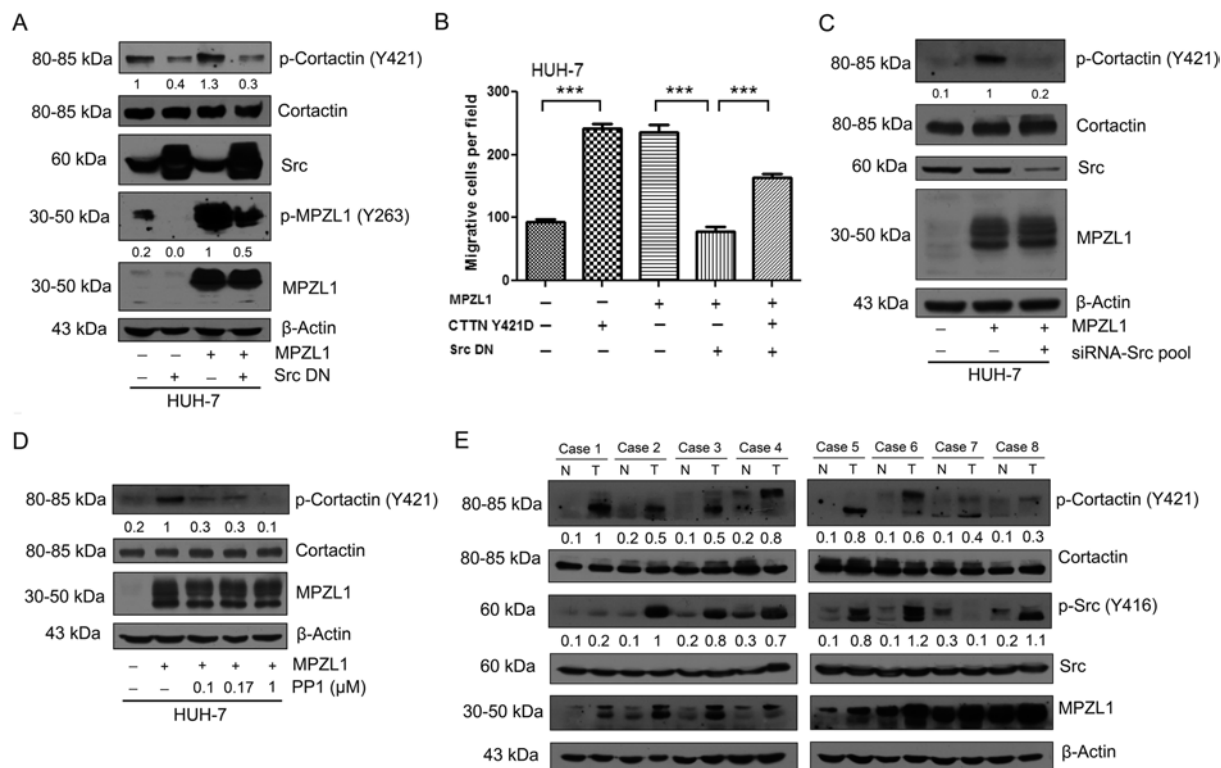 A
80-85 kDa
p-Cortactin (Y421)
1 0.4 1.3 0.3
80-85 kDa
Cortactin
60 kDa
Src
30-50 kDa
p-MPZL1 (Y263)
0.2 0.0 1 0.5
30-50 kDa
MPZL1
43 kDa
β-Actin
– – + + MPZL1
– + – + Src DN
HUH-7
B
HUH-7
*** *** ***
Migrative cells per field
300
200
100
0
MPZL1 – – + + +
CTTN Y421D – + – – +
Src DN – – – + +
C
80-85 kDa
p-Cortactin (Y421)
0.1 1 0.2
80-85 kDa
Cortactin
60 kDa
Src
30-50 kDa
MPZL1
43 kDa
β-Actin
– + + MPZL1
– – + siRNA-Src pool
HUH-7
D
80-85 kDa
p-Cortactin (Y421)
0.2 1 0.3 0.3 0.1
80-85 kDa
Cortactin
30-50 kDa
MPZL1
43 kDa
β-Actin
– + + + + MPZL1
– – 0.1 0.17 1 PP1 (μM)
HUH-7
E
Case 1 Case 2 Case 3 Case 4 Case 5 Case 6 Case 7 Case 8
N T N T N T N T N T N T N T N T
80-85 kDa
p-Cortactin (Y421)
0.1 1 0.2 0.5 0.1 0.5 0.2 0.8 0.1 0.8 0.1 0.6 0.1 0.4 0.1 0.3
80-85 kDa
Cortactin
60 kDa
p-Src (Y416)
0.1 0.2 0.1 1 0.2 0.8 0.3 0.7 0.1 0.8 0.1 1.2 0.3 0.1 0.2 1.1
60 kDa
Src
30-50 kDa
MPZL1
43 kDa
β-Actin